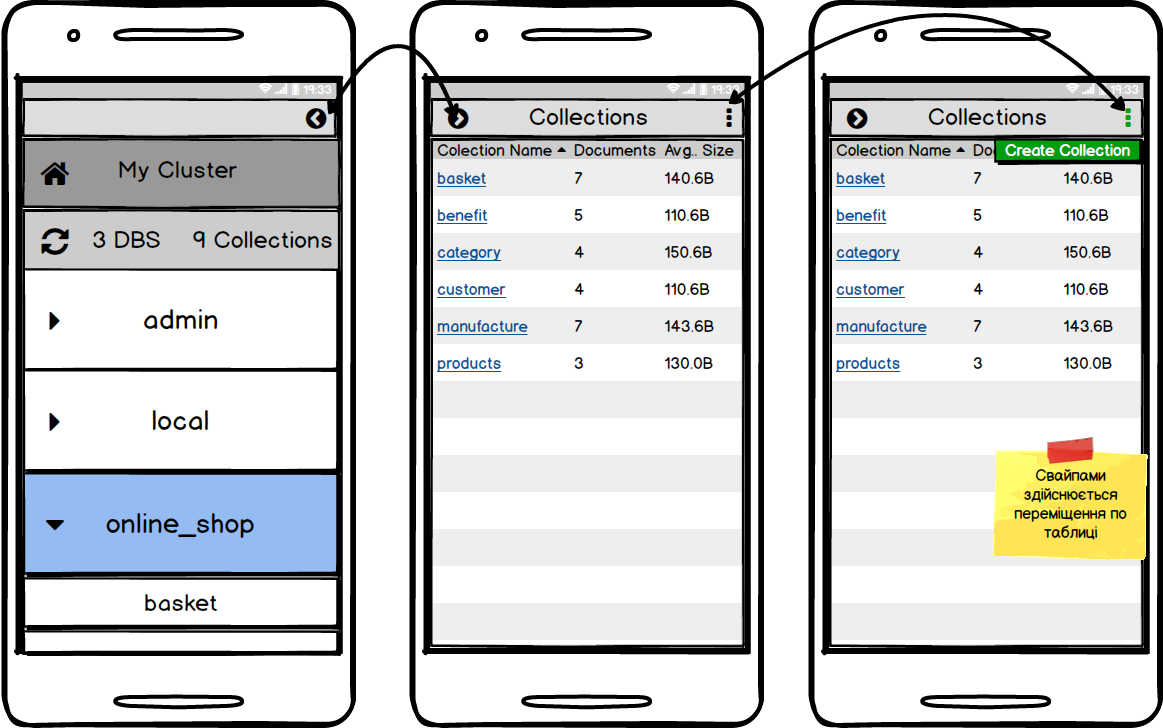 19:33
My Cluster
3 DBS 9 Collections
admin
local
online_shop
basket
19:33
Collections
Colection Name Documents Avg.. Size
basket 7 140.6B
benefit 5 110.6B
category 4 150.6B
customer 4 110.6B
manufacture 7 143.6B
products 3 130.0B
19:33
Collections
Colection Name Doc Create Collection
basket 7 140.6B
benefit 5 110.6B
category 4 150.6B
customer 4 110.6B
manufacture 7 143.6B
products 3 130.0B
Свайпами
здійснюється
переміщення по
таблиці